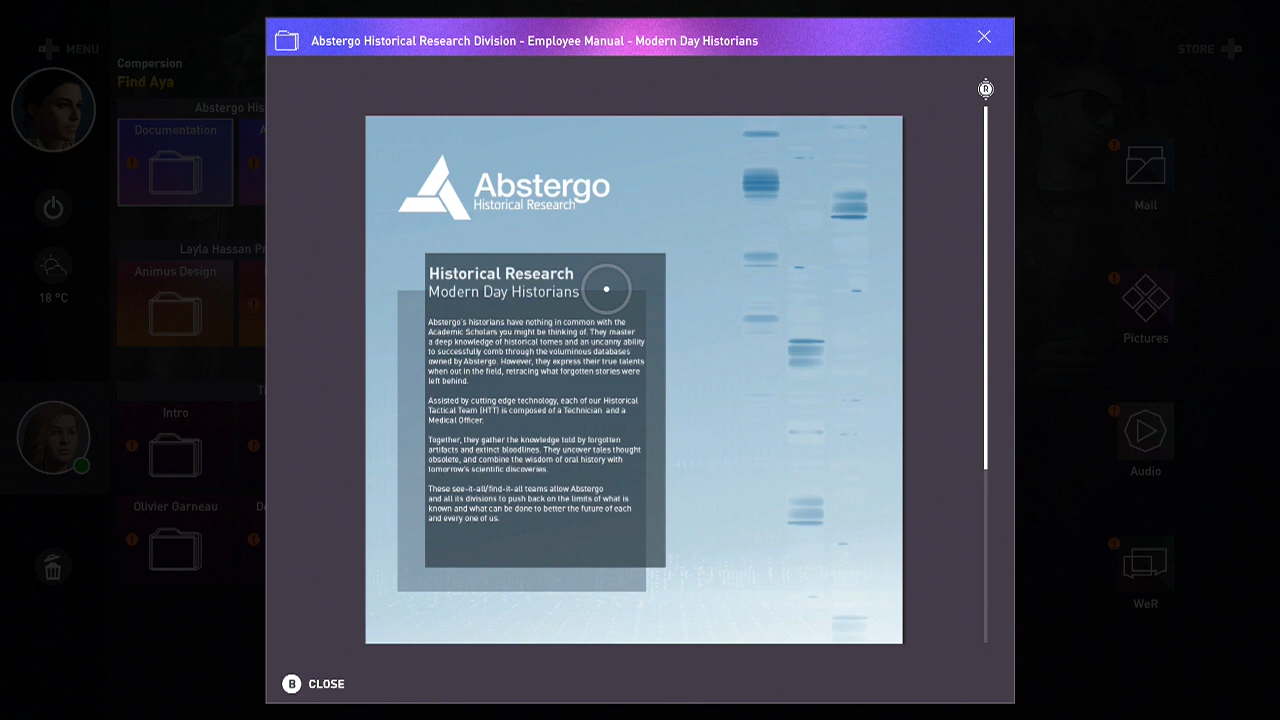 Abstergo Historical Research Division - Employee Manual - Modern Day Historians
MENU
STORE
Compersion
Find Aya
Abstergo His
Documentation
A
Layla Hassan Pr
Animus Design
18 °C
T
Intro
Olivier Garneau
De
Mail
Pictures
Audio
WeR
R
Abstergo
Historical Research
Historical Research
Modern Day Historians
Abstergo's historians have nothing in common with the
Academic Scholars you might be thinking of. They master
a deep knowledge of historical tomes and an uncanny ability
to successfully comb through the voluminous databases
owned by Abstergo. However, they express their true talents
when out in the field, retracing what forgotten stories were
left behind.
Assisted by cutting edge technology, each of our Historical
Tactical Team (HTT) is composed of a Technician and a
Medical Officer.
Together, they gather the knowledge told by forgotten
artifacts and extinct bloodlines. They uncover tales thought
obsolete, and combine the wisdom of oral history with
tomorrow's scientific discoveries.
These see-it-all/find-it-all teams allow Abstergo
and all its divisions to push back on the limits of what is
known and what can be done to better the future of each
and every one of us.
B CLOSE